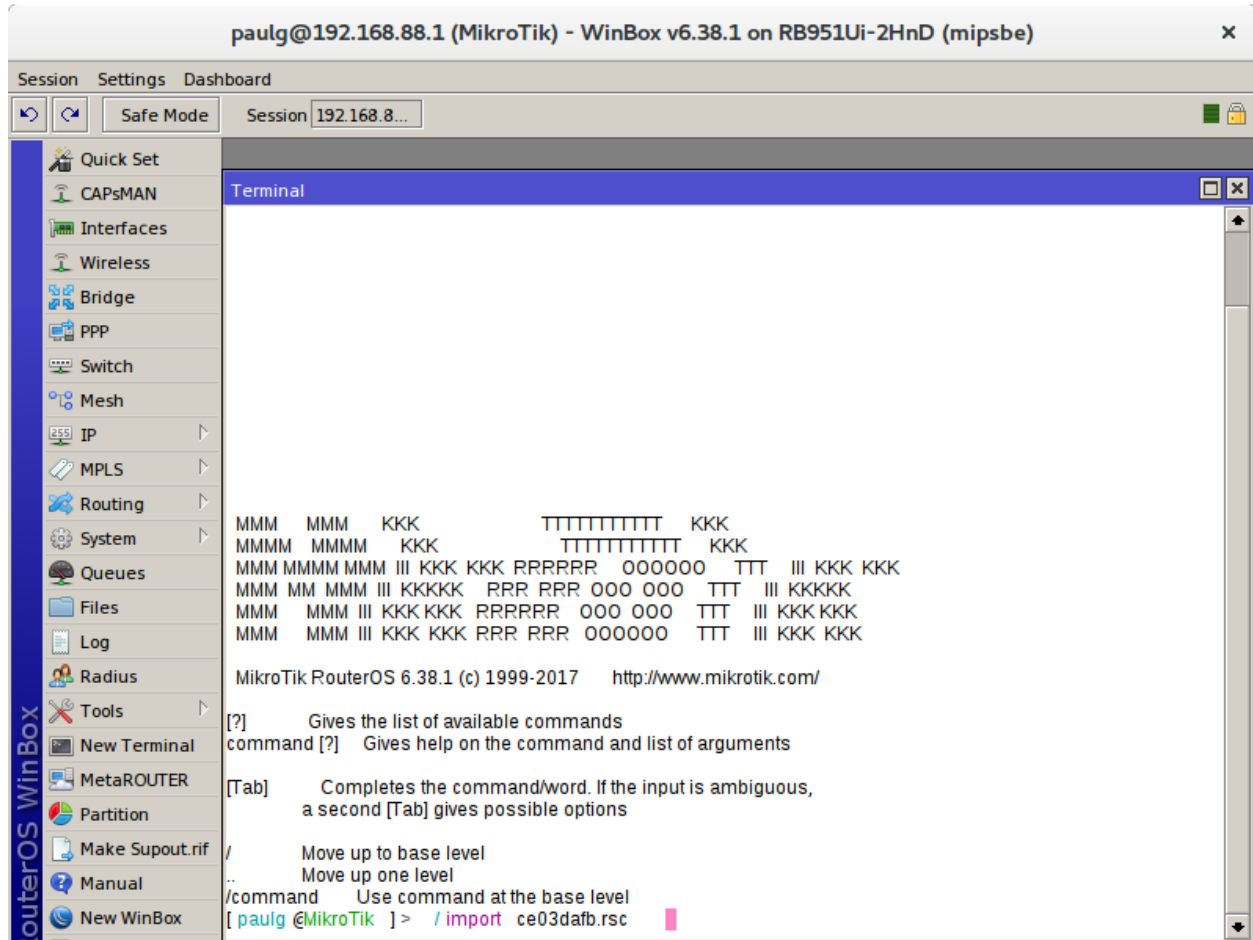 paulg@192.168.88.1 (MikroTik) - WinBox v6.38.1 on RB951Ui-2HnD (mipsbe)
Session Settings Dashboard
Safe Mode Session 192.168.8...
Quick Set
CAPsMAN
Interfaces
Wireless
Bridge
PPP
Switch
Mesh
IP
MPLS
Routing
System
Queues
Files
Log
Radius
Tools
New Terminal
MetaROUTER
Partition
Make Supout.rif
Manual
New WinBox
outerOS WinBox
Terminal
MMM MMM KKK TTTTTTTTTTT KKK
MMMM MMMM KKK TTTTTTTTTTT KKK
MMM MMMM MMM III KKK KKK RRRRRR OOOOOO TTT III KKK KKK
MMM MM MMM III KKKKK RRR RRR OOO OOO TTT III KKKKK
MMM MMM III KKK KKK RRRRRR OOO OOO TTT III KKK KKK
MMM MMM III KKK KKK RRR RRR OOOOOO TTT III KKK KKK
MikroTik RouterOS 6.38.1 (c) 1999-2017 http://www.mikrotik.com/
[?] Gives the list of available commands
command [?] Gives help on the command and list of arguments
[Tab] Completes the command/word. If the input is ambiguous,
a second [Tab] gives possible options
/ Move up to base level
.. Move up one level
/command Use command at the base level
[ paulg @MikroTik ] > / import ce03dafb.rsc